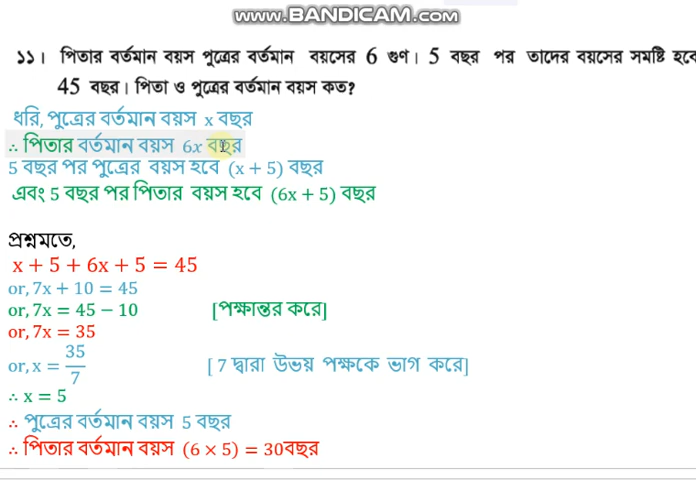 WWW.BANDICAM.COM
১১। পিতার বর্তমান বয়স পুত্রের বর্তমান বয়সের 6 গুণ। 5 বছর পর তাদের বয়সের সমষ্টি হবে
45 বছর। পিতা ও পুত্রের বর্তমান বয়স কত?
ধরি, পুত্রের বর্তমান বয়স x বছর
∴ পিতার বর্তমান বয়স 6x বছর
5 বছর পর পুত্রের বয়স হবে (x + 5) বছর
এবং 5 বছর পর পিতার বয়স হবে (6x + 5) বছর
প্রশ্নমতে,
x + 5 + 6x + 5 = 45
or, 7x + 10 = 45
or, 7x = 45 − 10 [পক্ষান্তর করে]
or, 7x = 35
or, x = 35/7 [ 7 দ্বারা উভয় পক্ষকে ভাগ করে]
∴ x = 5
∴ পুত্রের বর্তমান বয়স 5 বছর
∴ পিতার বর্তমান বয়স (6 × 5) = 30বছর